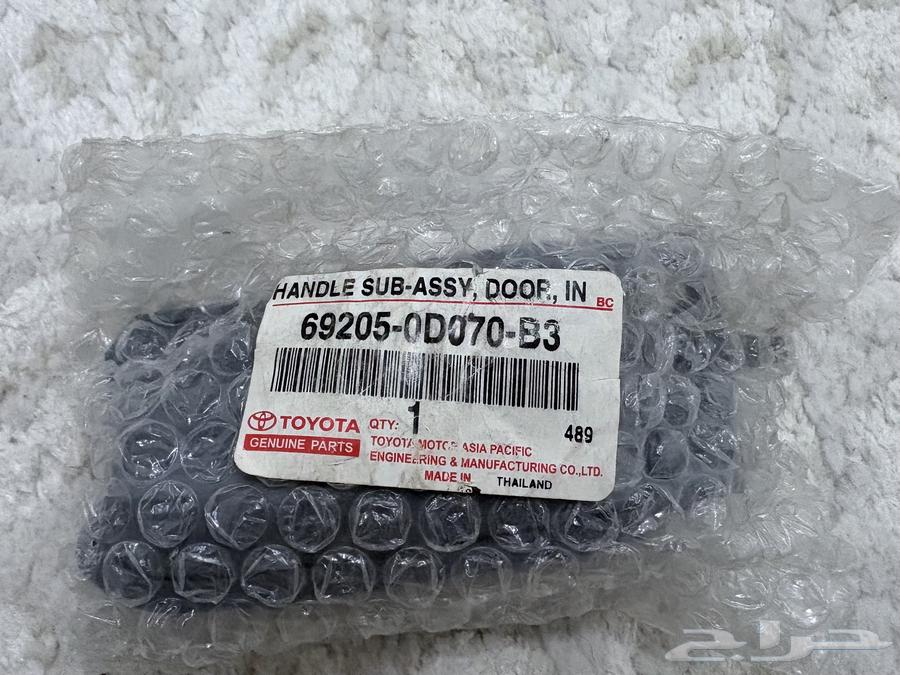 HANDLE SUB-ASSY, DOOR, IN BC
69205-0D070-B3
TOYOTA
GENUINE PARTS
QTY: 1
489
TOYOTA MOTOR ASIA PACIFIC
ENGINEERING & MANUFACTURING CO.,LTD.
MADE IN THAILAND
حراج